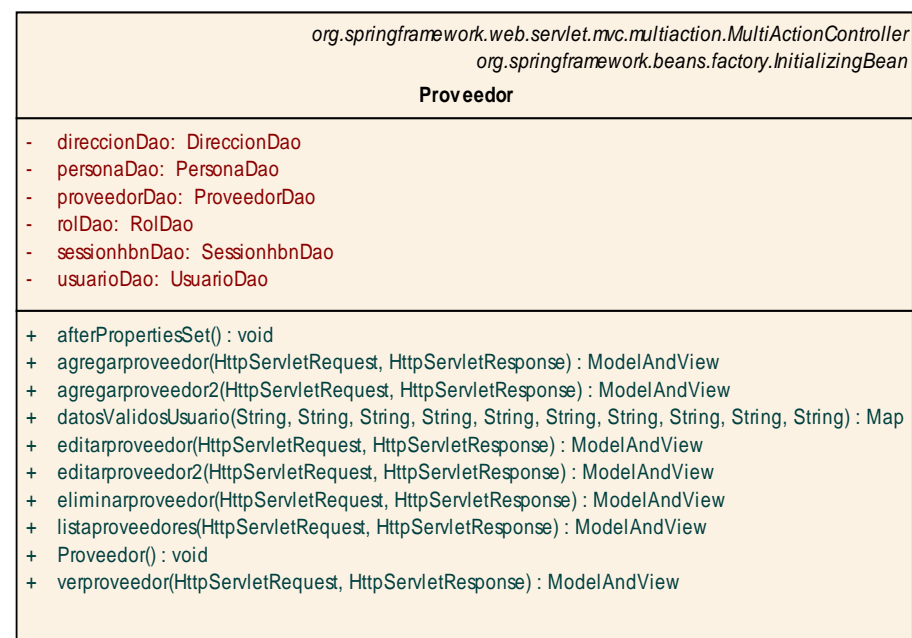 org.springframework.web.servlet.mvc.multiaction.MultiActionController
org.springframework.beans.factory.InitializingBean
Proveedor
- direccionDao: DireccionDao
- personaDao: PersonaDao
- proveedorDao: ProveedorDao
- rolDao: RolDao
- sessionhbnDao: SessionhbnDao
- usuarioDao: UsuarioDao
+ afterPropertiesSet() : void
+ agregarproveedor(HttpServletRequest, HttpServletResponse) : ModelAndView
+ agregarproveedor2(HttpServletRequest, HttpServletResponse) : ModelAndView
+ datosValidosUsuario(String, String, String, String, String, String, String, String, String, String) : Map
+ editarproveedor(HttpServletRequest, HttpServletResponse) : ModelAndView
+ editarproveedor2(HttpServletRequest, HttpServletResponse) : ModelAndView
+ eliminarproveedor(HttpServletRequest, HttpServletResponse) : ModelAndView
+ listaproveedores(HttpServletRequest, HttpServletResponse) : ModelAndView
+ Proveedor() : void
+ verproveedor(HttpServletRequest, HttpServletResponse) : ModelAndView